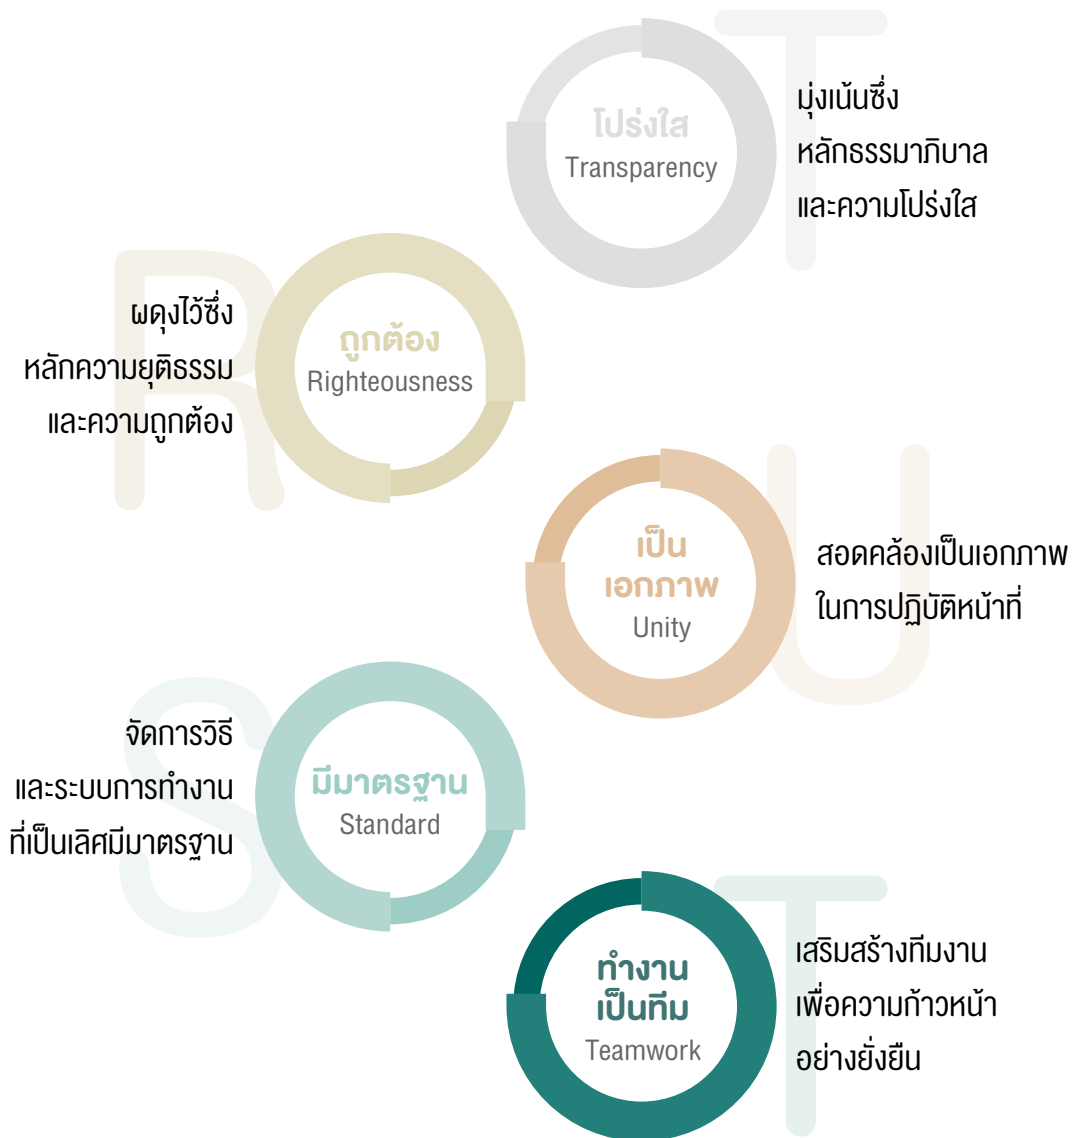 T
โปร่งใส
Transparency
มุ่งเน้นซึ่ง
หลักธรรมาภิบาล
และความโปร่งใส
R
ผดุงไว้ซึ่ง
หลักความยุติธรรม
และความถูกต้อง
ถูกต้อง
Righteousness
U
เป็น
เอกภาพ
Unity
สอดคล้องเป็นเอกภาพ
ในการปฏิบัติหน้าที่
S
จัดการวิธี
และระบบการทำงาน
ที่เป็นเลิศมีมาตรฐาน
มีมาตรฐาน
Standard
T
ทำงาน
เป็นทีม
Teamwork
เสริมสร้างทีมงาน
เพื่อความก้าวหน้า
อย่างยั่งยืน